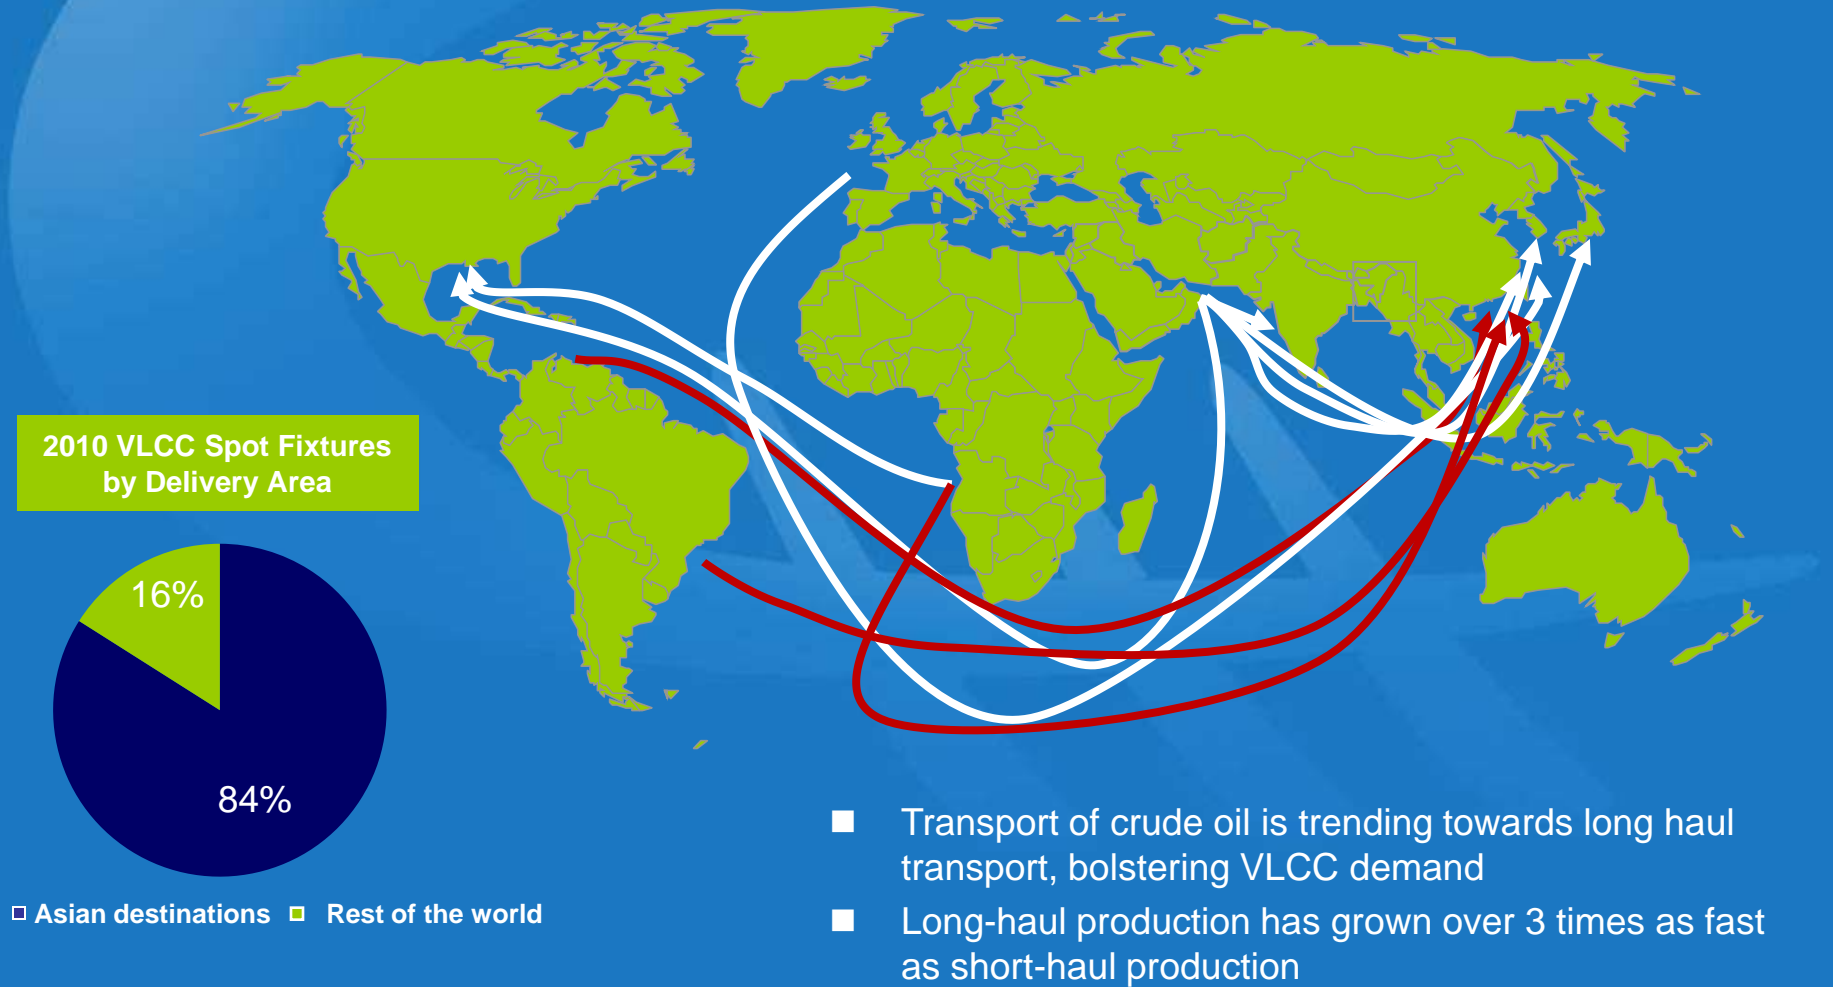 2010 VLCC Spot Fixtures
by Delivery Area
16%
84%
Asian destinations Rest of the world
Transport of crude oil is trending towards long haul
transport, bolstering VLCC demand
Long-haul production has grown over 3 times as fast
as short-haul production